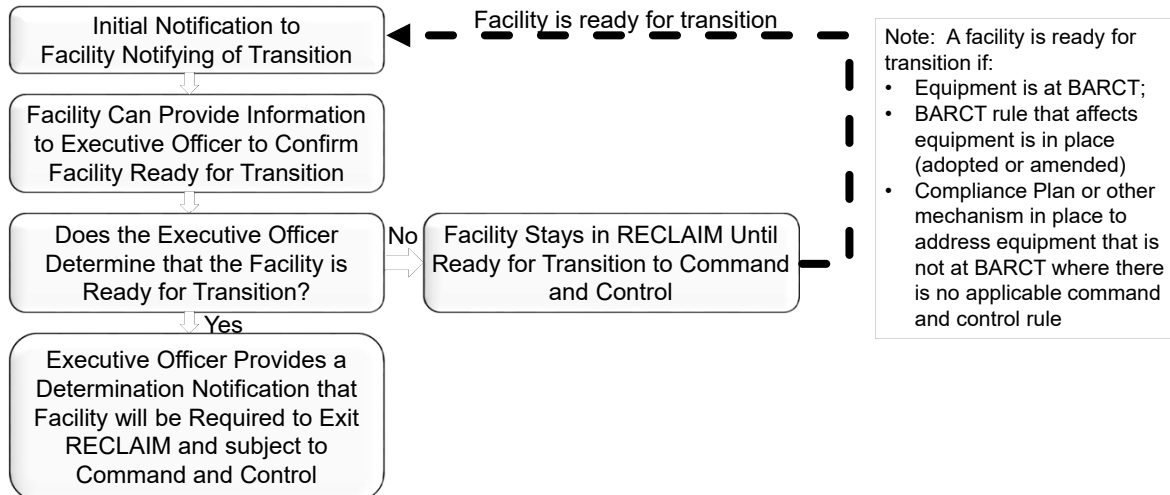 Facility is ready for transition
Initial Notification to
Facility Notifying of Transition
Facility Can Provide Information
to Executive Officer to Confirm
Facility Ready for Transition
Does the Executive Officer
Determine that the Facility is
Ready for Transition?
No
Facility Stays in RECLAIM Until
Ready for Transition to Command
and Control
Yes
Executive Officer Provides a
Determination Notification that
Facility will be Required to Exit
RECLAIM and subject to
Command and Control
Note:  A facility is ready for
transition if:
• Equipment is at BARCT;
• BARCT rule that affects
equipment is in place
(adopted or amended)
• Compliance Plan or other
mechanism in place to
address equipment that is
not at BARCT where there
is no applicable command
and control rule